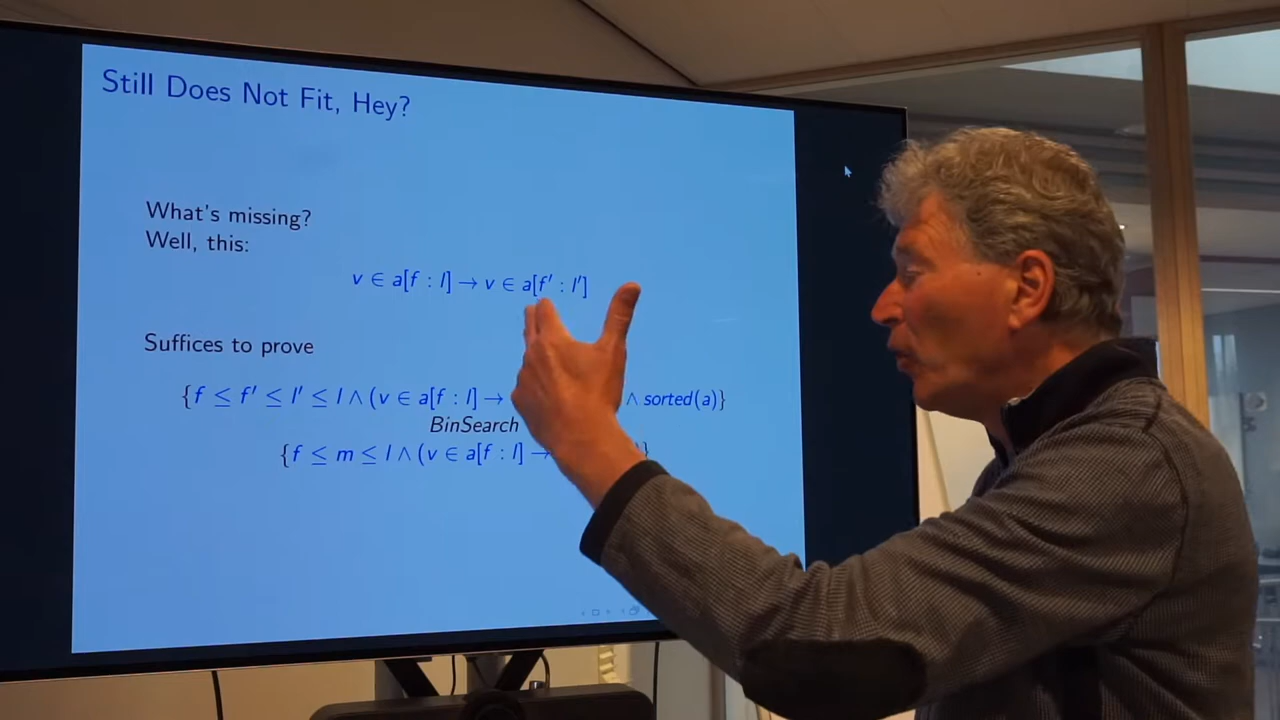 Still Does Not Fit, Hey?
What's missing?
Well, this:
v ∈ a[f : l] → v ∈ a[f′ : l′]
Suffices to prove
{f ≤ f′ ≤ l′ ≤ l ∧ (v ∈ a[f : l] → ∧ sorted(a)}
BinSearch
{f ≤ m ≤ l ∧ (v ∈ a[f : l] → )}